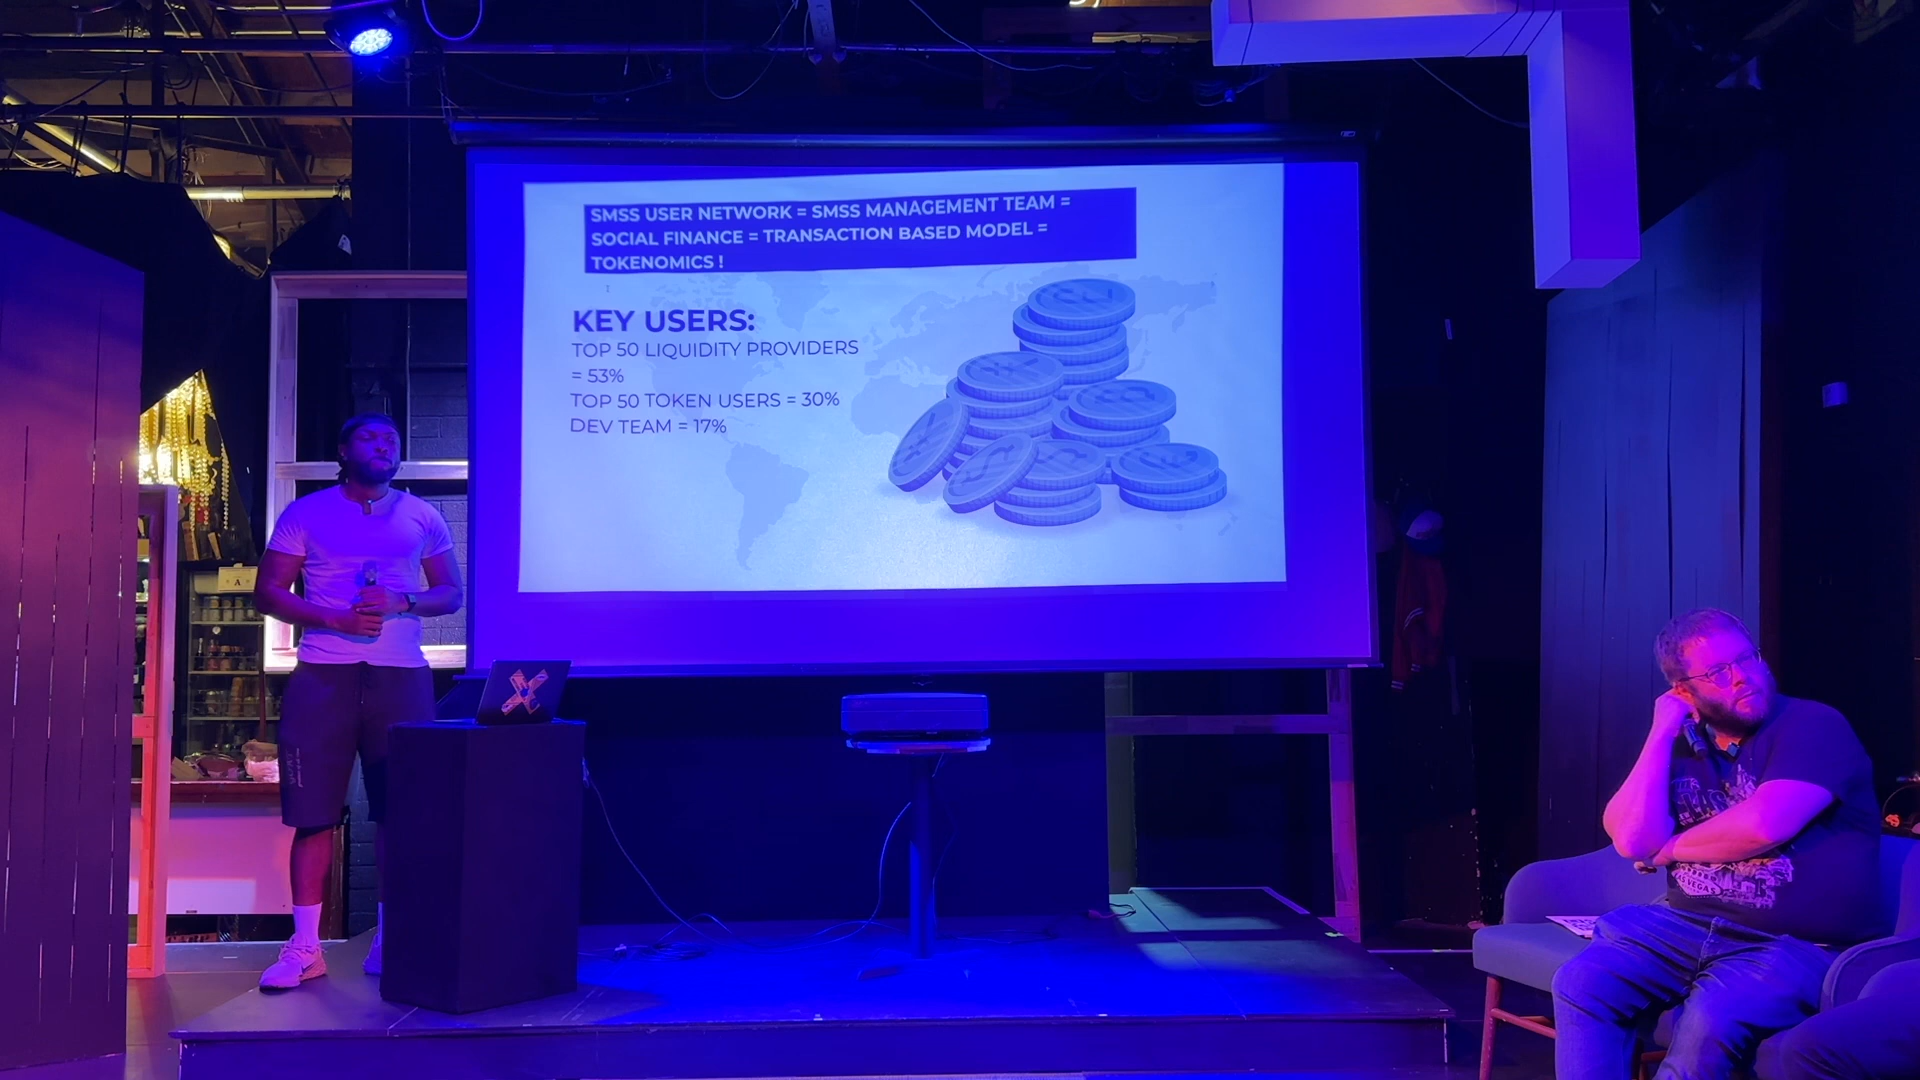 SMSS USER NETWORK = SMSS MANAGEMENT TEAM =
SOCIAL FINANCE = TRANSACTION BASED MODEL =
TOKENOMICS !
KEY USERS:
TOP 50 LIQUIDITY PROVIDERS
= 53%
TOP 50 TOKEN USERS = 30%
DEV TEAM = 17%
A
VEGAS